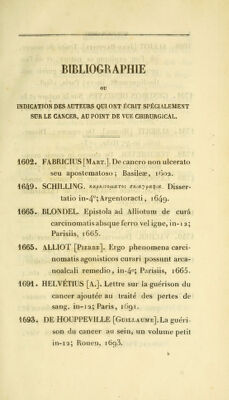 BIBLIOGRAPHIE
OU
INDICATION DES AUTEURS QUI ONT ÉCRIT SPÉCIALEMENT
SUR LE CANCER, AU POINT DE VUE CHIRURGICAL.
1602. FABRICIUS [MART.]. De cancro non ulcerato
seu apostematoso; Basileæ, 1602.
1649. SCHILLING. Disser-
tatio in-4°; Argentoracti, 1649.
1665. BLONDEL. Epistola ad Alliotum de curâ
carcinomatis absque ferro vel igne, in-12;
Parisiis, 1665.
1665. ALLIOT [PIERRE]. Ergo phenomena carci-
nomatis agonisticos curari possunt arca-
noalcali remedio, in-4°; Parisiis, 1665.
1691. HELVÉTIUS [A.]. Lettre sur la guérison du
cancer ajoutée au traité des pertes de
sang. in-12; Paris, 1691.
1693. DE HOUPPEVILLE [GUILLAUME]. La guéri-
son du cancer au sein, un volume petit
in-12; Rouen, 1693.